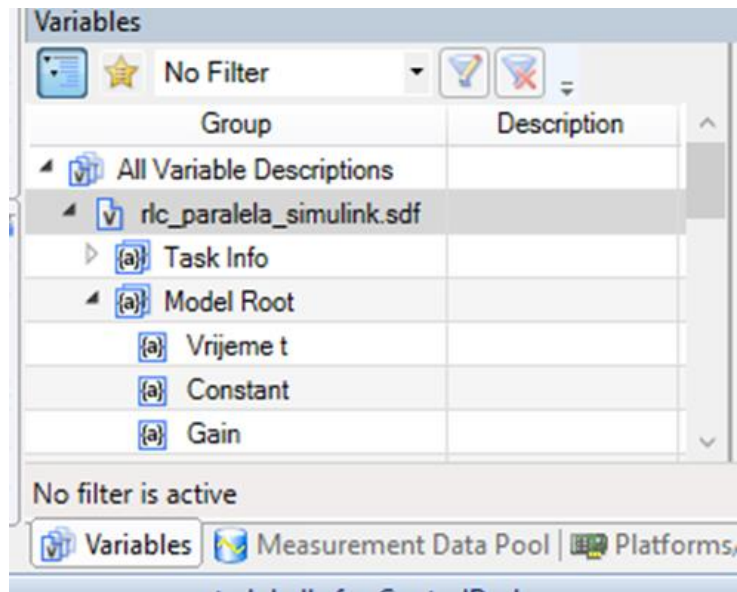 Variables
No Filter
Group Description
All Variable Descriptions
rlc_paralela_simulink.sdf
Task Info
Model Root
Vrijeme t
Constant
Gain
No filter is active
Variables Measurement Data Pool Platforms/